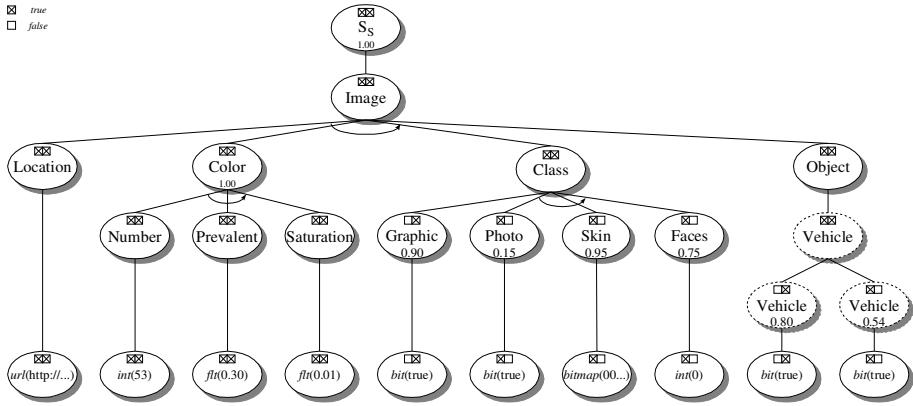 true
false
S_S
1.00
Image
Location
Color
1.00
Class
Object
Number
Prevalent
Saturation
Graphic
0.90
Photo
0.15
Skin
0.95
Faces
0.75
Vehicle
Vehicle
0.80
Vehicle
0.54
url(http://...)
int(53)
flt(0.30)
flt(0.01)
bit(true)
bit(true)
bitmap(00...)
int(0)
bit(true)
bit(true)